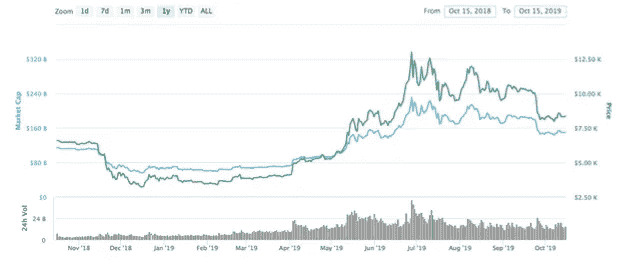 Zoom 1d 7d 1m 3m 1y YTD ALL
From Oct 15, 2018 To Oct 15, 2019
$320 B
$240 B
$160 B
$80 B
Market Cap
$12.50 K
$10.00 K
$7.50 K
$5.00 K
$2.50 K
Price
24h Vol
24 B
0
Nov '18 Dec '18 Jan '19 Feb '19 Mar '19 Apr '19 May '19 Jun '19 Jul '19 Aug '19 Sep '19 Oct '19